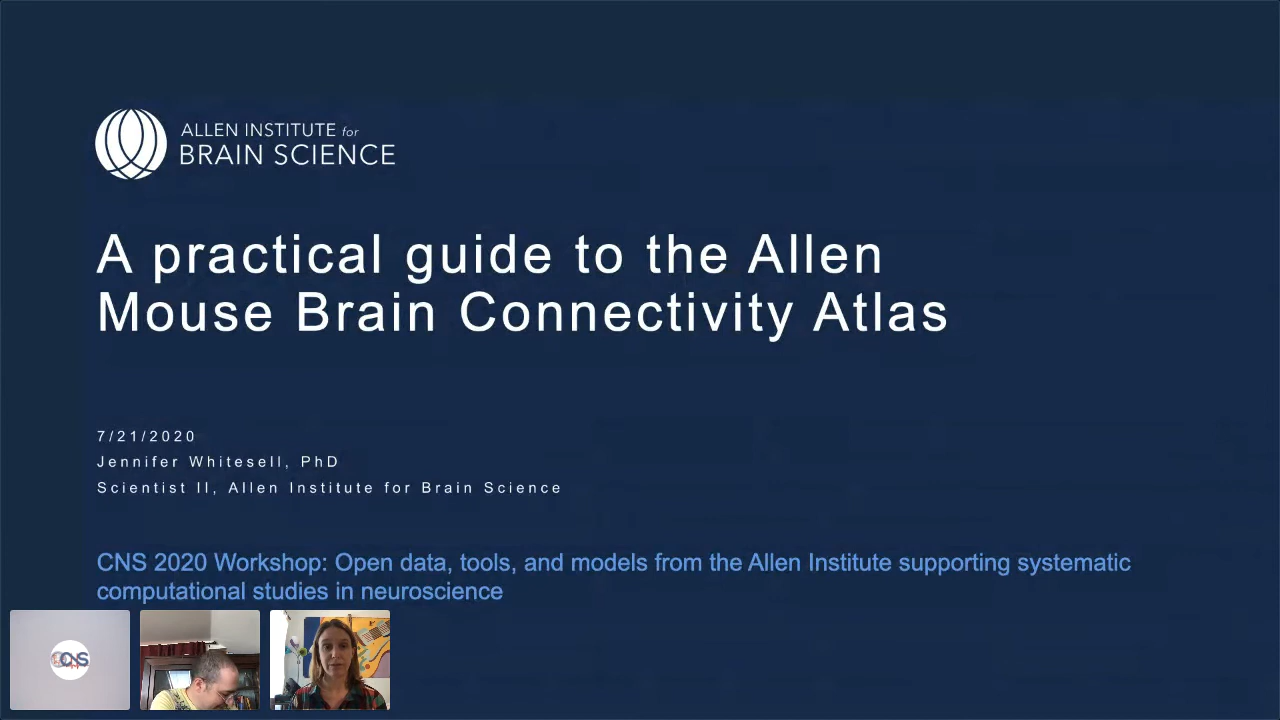 ALLEN INSTITUTE for
BRAIN SCIENCE
A practical guide to the Allen
Mouse Brain Connectivity Atlas
7/21/2020
Jennifer Whitesell, PhD
Scientist II, Allen Institute for Brain Science
CNS 2020 Workshop: Open data, tools, and models from the Allen Institute supporting systematic
computational studies in neuroscience